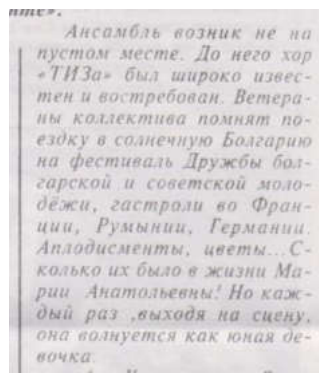 Ансамбль возник не на
пустом месте. До него хор
«ТИЗа» был широко извес-
тен и востребован. Ветера-
ны коллектива помнят по-
ездку в солнечную Болгарию
на фестиваль Дружбы бол-
гарской и советской моло-
дёжи, гастроли во Фран-
ции, Румынии, Германии.
Аплодисменты, цветы... С-
колько их было в жизни Ма-
рии Анатольевны! Но каж-
дый раз ,выходя на сцену,
она волнуется как юная де-
вочка.